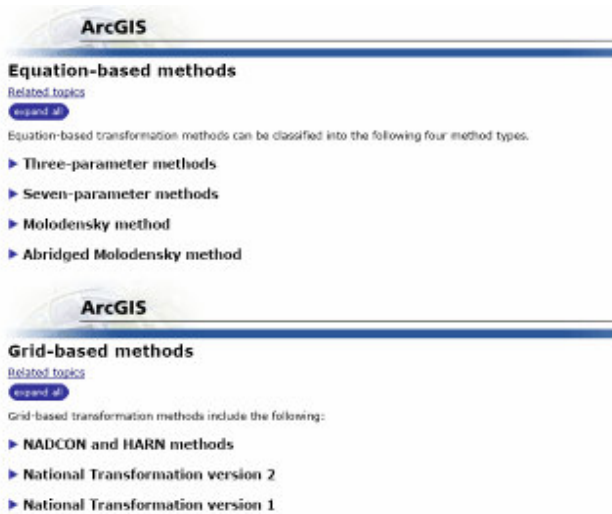 ArcGIS
Equation-based methods
Related topics
expand all
Equation-based transformation methods can be classified into the following four method types.
Three-parameter methods
Seven-parameter methods
Molodensky method
Abridged Molodensky method
ArcGIS
Grid-based methods
Related topics
expand all
Grid-based transformation methods include the following:
NADCON and HARN methods
National Transformation version 2
National Transformation version 1